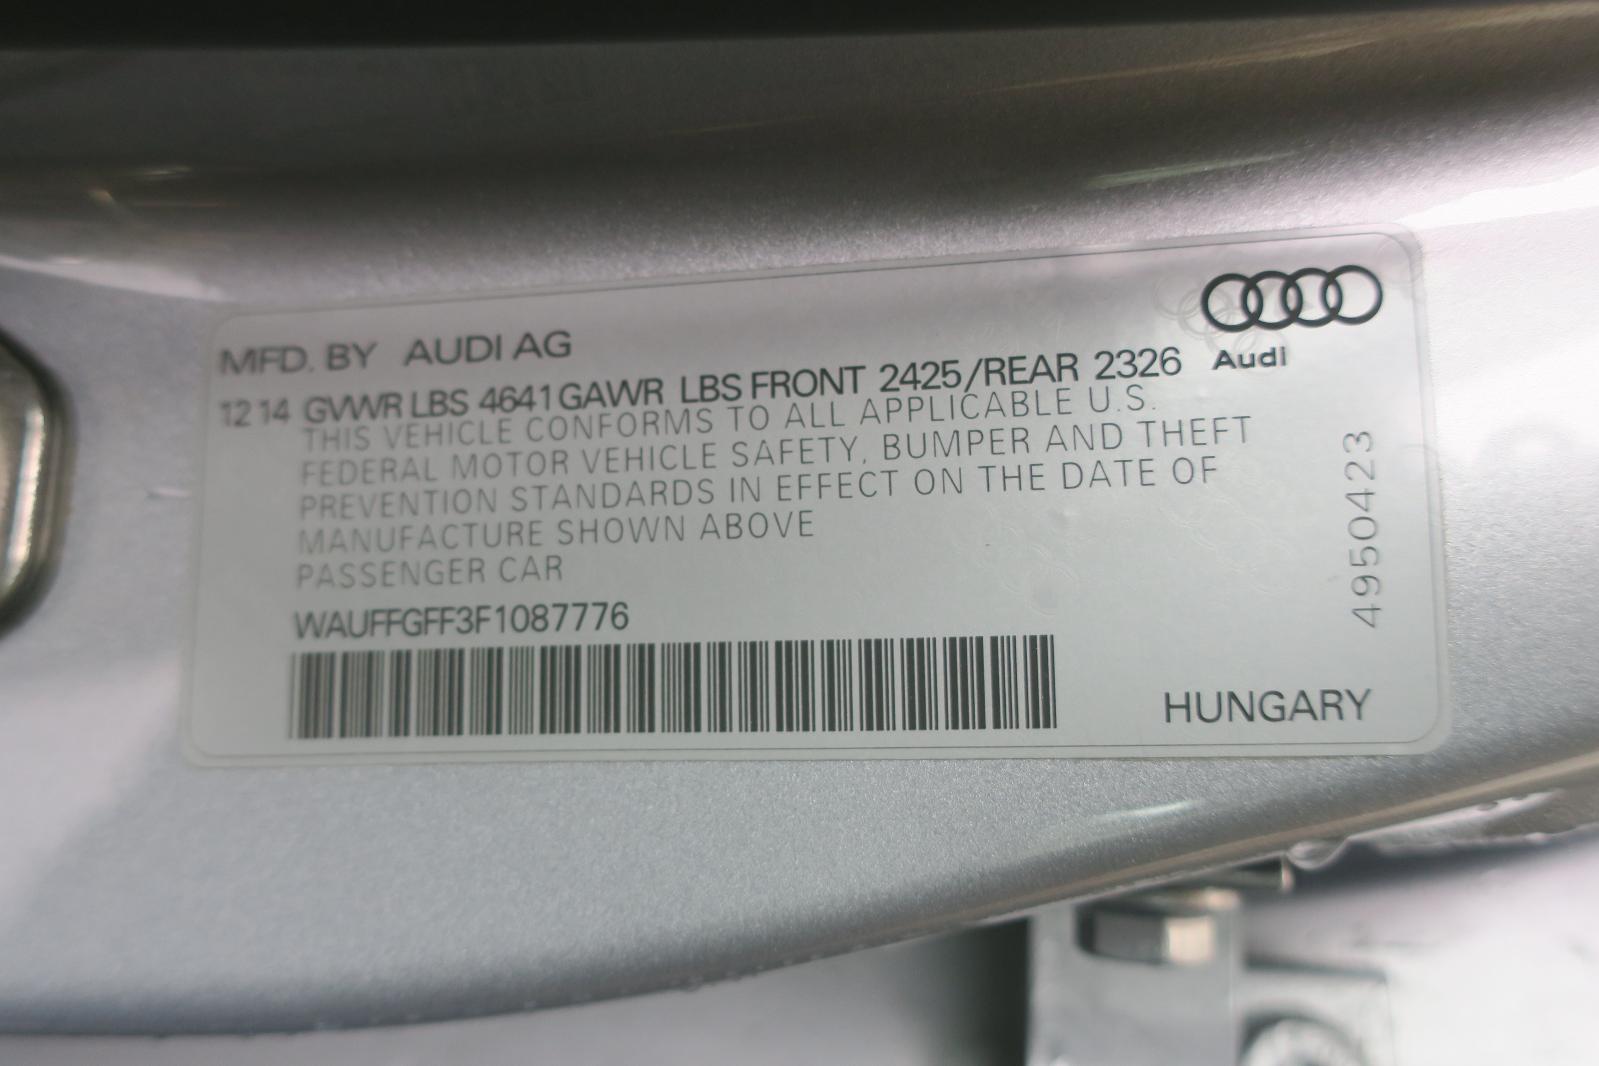 MFD. BY AUDI AG
Audi
12 14 GVWR LBS 4641 GAWR LBS FRONT 2425/REAR 2326
THIS VEHICLE CONFORMS TO ALL APPLICABLE U.S.
FEDERAL MOTOR VEHICLE SAFETY, BUMPER AND THEFT
PREVENTION STANDARDS IN EFFECT ON THE DATE OF
MANUFACTURE SHOWN ABOVE
PASSENGER CAR
WAUFFGFF3F1087776
4950423
HUNGARY